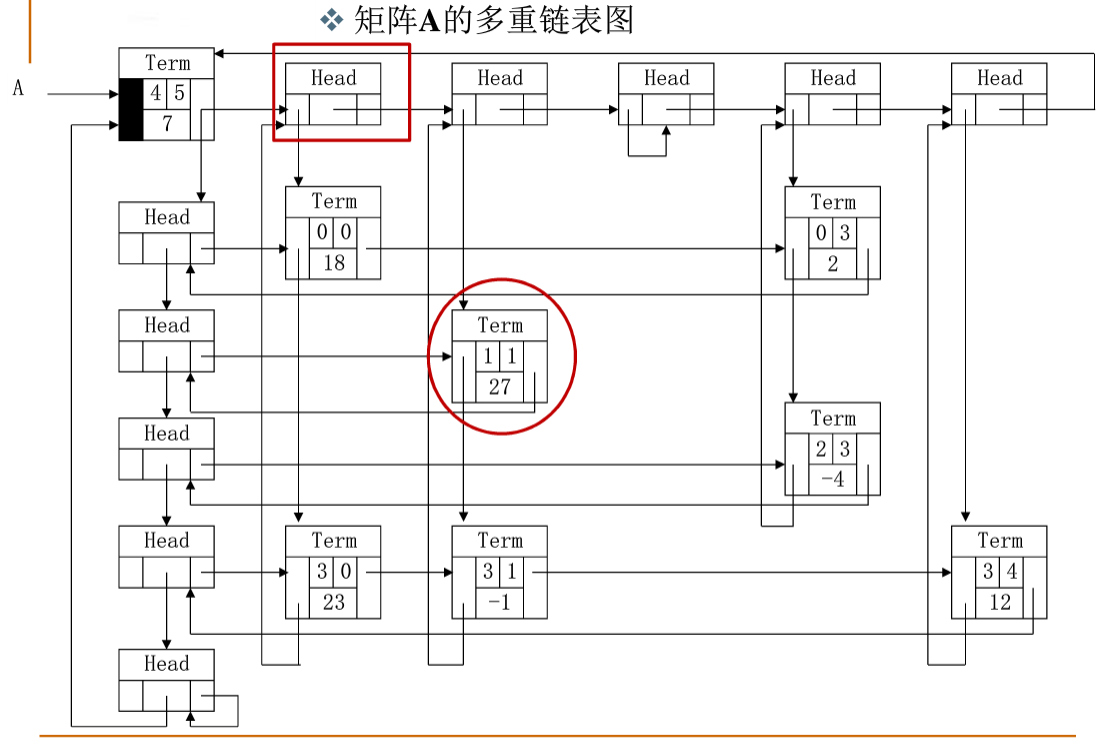 ❖ 矩阵A的多重链表图
A
Term
4 5
7
Head
Head
Head
Head
Head
Head
Term
0 0
18
Term
0 3
2
Head
Term
1 1
27
Head
Term
2 3
-4
Head
Term
3 0
23
Term
3 1
-1
Term
3 4
12
Head